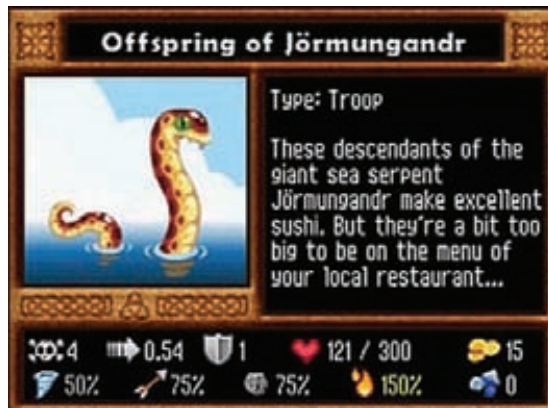 Offspring of Jörmungandr
Type: Troop
These descendants of the
giant sea serpent
Jörmungandr make excellent
sushi. But they're a bit too
big to be on the menu of
your local restaurant...
4 0.54 1 121 / 300 15
50% 75% 75% 150% 0